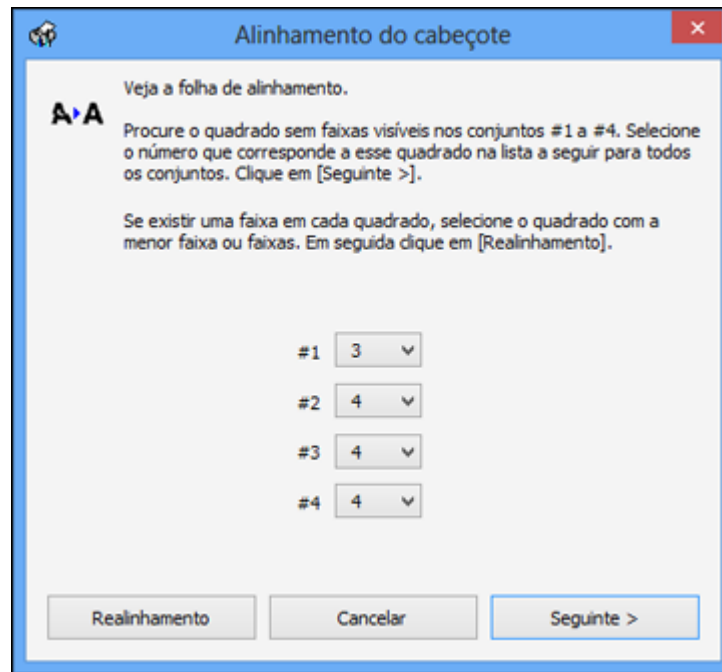 Alinhamento do cabeçote
Veja a folha de alinhamento.
A A
Procure o quadrado sem faixas visíveis nos conjuntos #1 a #4. Selecione
o número que corresponde a esse quadrado na lista a seguir para todos
os conjuntos. Clique em [Seguinte >].
Se existir uma faixa em cada quadrado, selecione o quadrado com a
menor faixa ou faixas. Em seguida clique em [Realinhamento].
#1 3
#2 4
#3 4
#4 4
Realinhamento Cancelar Seguinte >